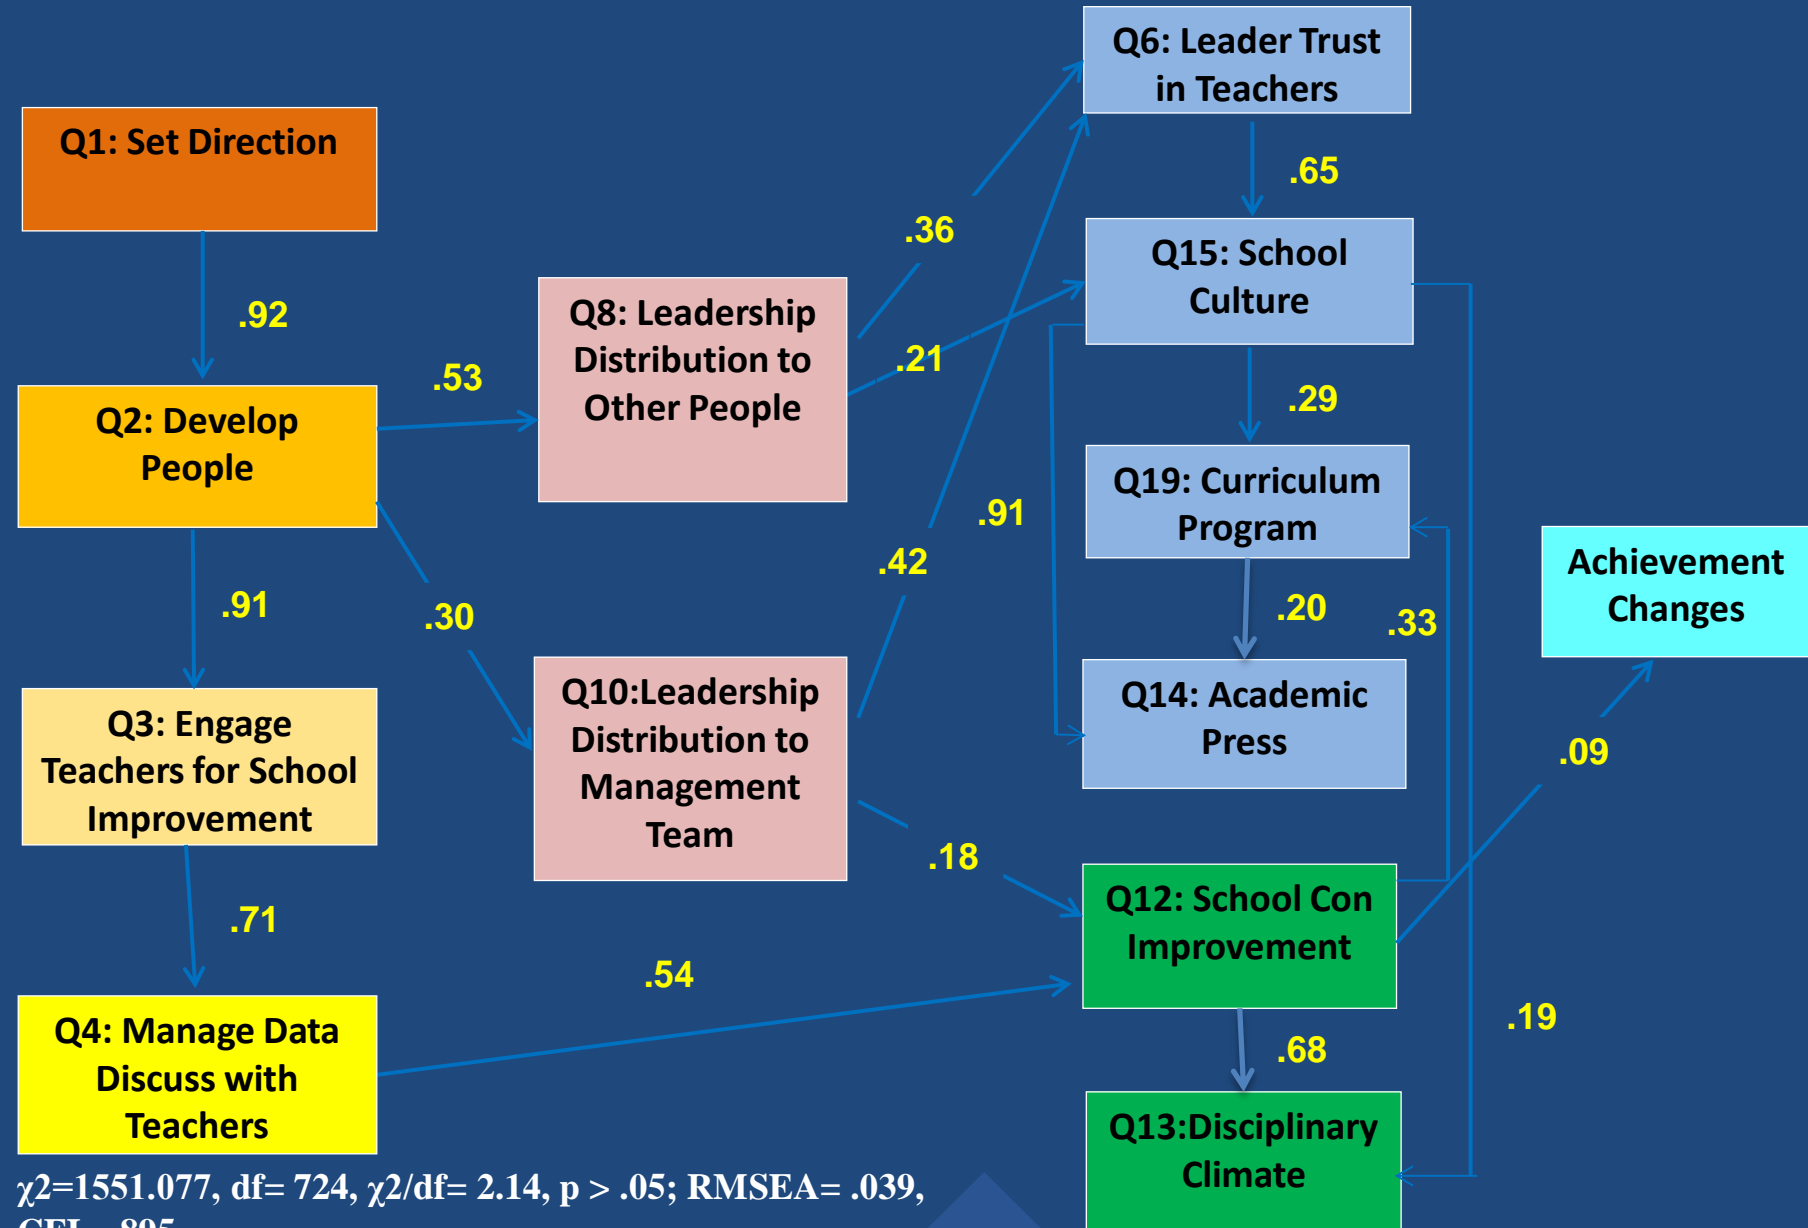 Q6: Leader Trust
in Teachers
Q1: Set Direction
.65
.36
Q15: School
Culture
.92
Q8: Leadership
Distribution to
Other People
.53
.21
.29
Q2: Develop
People
Q19: Curriculum
Program
.91
.42
Achievement
Changes
.91
.30
.20
.33
Q10:Leadership
Distribution to
Management
Team
Q14: Academic
Press
Q3: Engage
Teachers for School
Improvement
.09
.18
Q12: School Con
Improvement
.71
.54
Q4: Manage Data
Discuss with
Teachers
.19
.68
Q13:Disciplinary
Climate
χ2=1551.077, df= 724, χ2/df= 2.14, p > .05; RMSEA= .039,